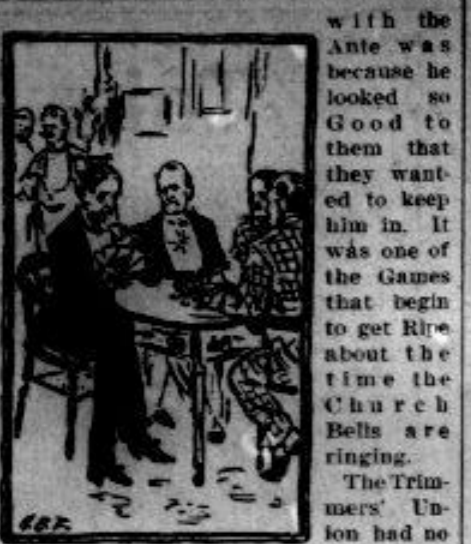 with the
Ante was
because he
looked so
Good to
them that
they want-
ed to keep
him in. It
was one of
the Games
that begin
to get Ripe
about the
time the
Church
Bells are
ringing.
The Trim-
mers' Un-
ion had no